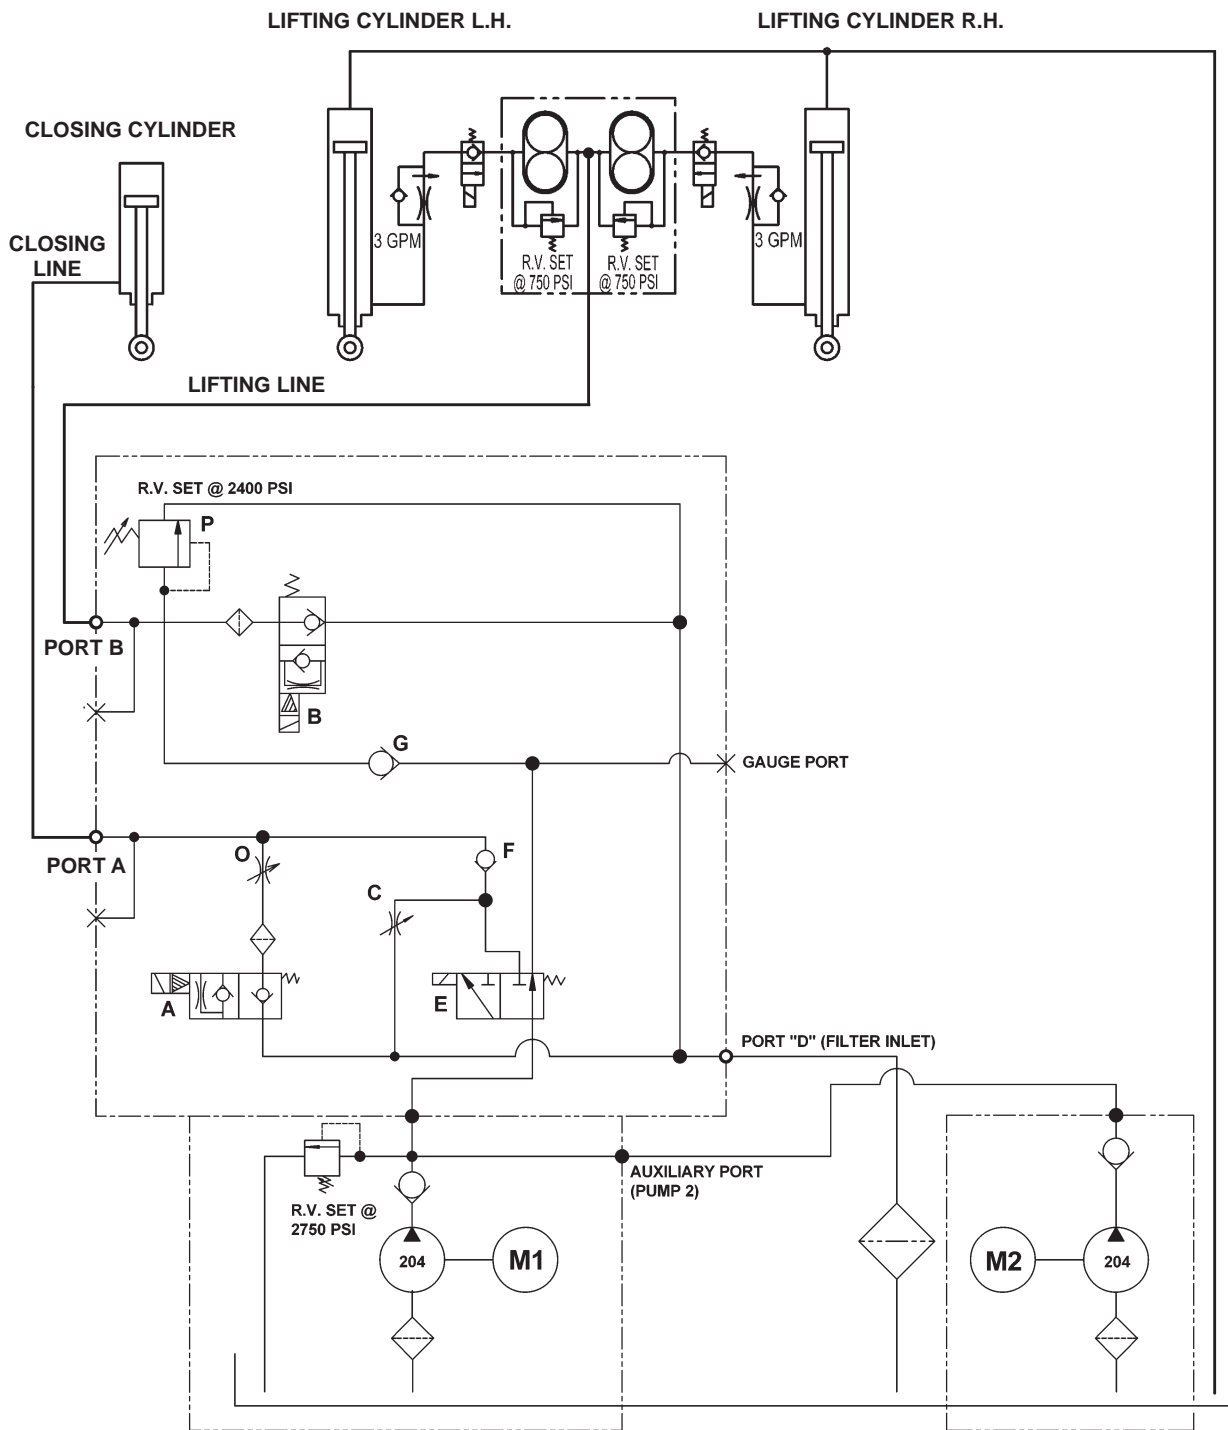 LIFTING CYLINDER L.H.
LIFTING CYLINDER R.H.
CLOSING CYLINDER
CLOSING
LINE
3 GPM
R.V. SET
@ 750 PSI
R.V. SET
@ 750 PSI
3 GPM
LIFTING LINE
R.V. SET @ 2400 PSI
P
PORT B
B
G
GAUGE PORT
PORT A
O
F
C
A
E
PORT "D" (FILTER INLET)
AUXILIARY PORT
(PUMP 2)
R.V. SET @
2750 PSI
204
M1
M2
204